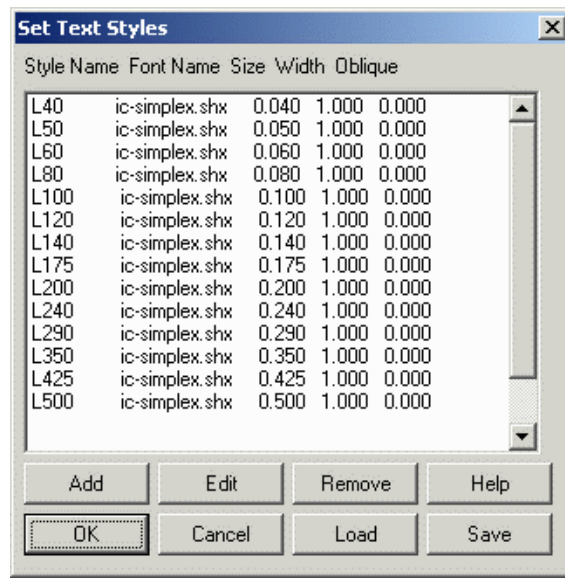 Set Text Styles
Style Name Font Name Size Width Oblique
L40 ic-simplex.shx 0.040 1.000 0.000
L50 ic-simplex.shx 0.050 1.000 0.000
L60 ic-simplex.shx 0.060 1.000 0.000
L80 ic-simplex.shx 0.080 1.000 0.000
L100 ic-simplex.shx 0.100 1.000 0.000
L120 ic-simplex.shx 0.120 1.000 0.000
L140 ic-simplex.shx 0.140 1.000 0.000
L175 ic-simplex.shx 0.175 1.000 0.000
L200 ic-simplex.shx 0.200 1.000 0.000
L240 ic-simplex.shx 0.240 1.000 0.000
L290 ic-simplex.shx 0.290 1.000 0.000
L350 ic-simplex.shx 0.350 1.000 0.000
L425 ic-simplex.shx 0.425 1.000 0.000
L500 ic-simplex.shx 0.500 1.000 0.000
Add Edit Remove Help
OK Cancel Load Save